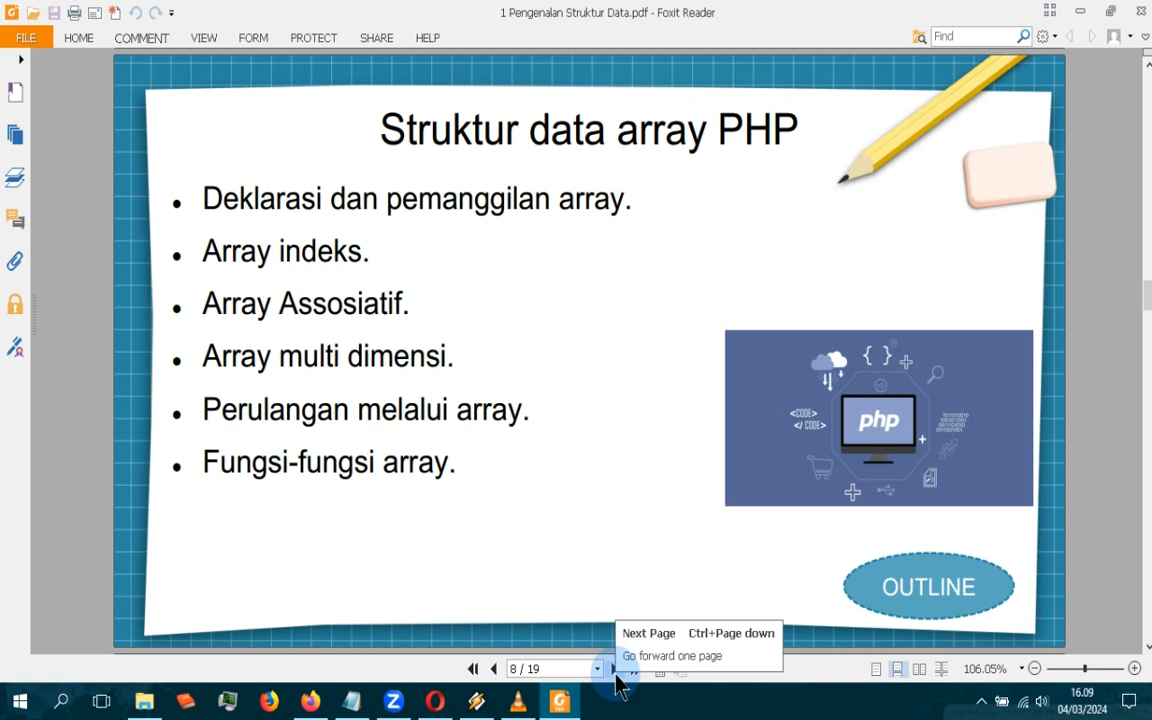 1 Pengenalan Struktur Data.pdf - Foxit Reader
FILE HOME COMMENT VIEW FORM PROTECT SHARE HELP
Find
Struktur data array PHP
• Deklarasi dan pemanggilan array.
• Array indeks.
• Array Assosiatif.
• Array multi dimensi.
• Perulangan melalui array.
• Fungsi-fungsi array.
{ }
<CODE>
</ CODE>
php
OUTLINE
Next Page Ctrl+Page down
Go forward one page
8 / 19
106.05%
16.09
04/03/2024